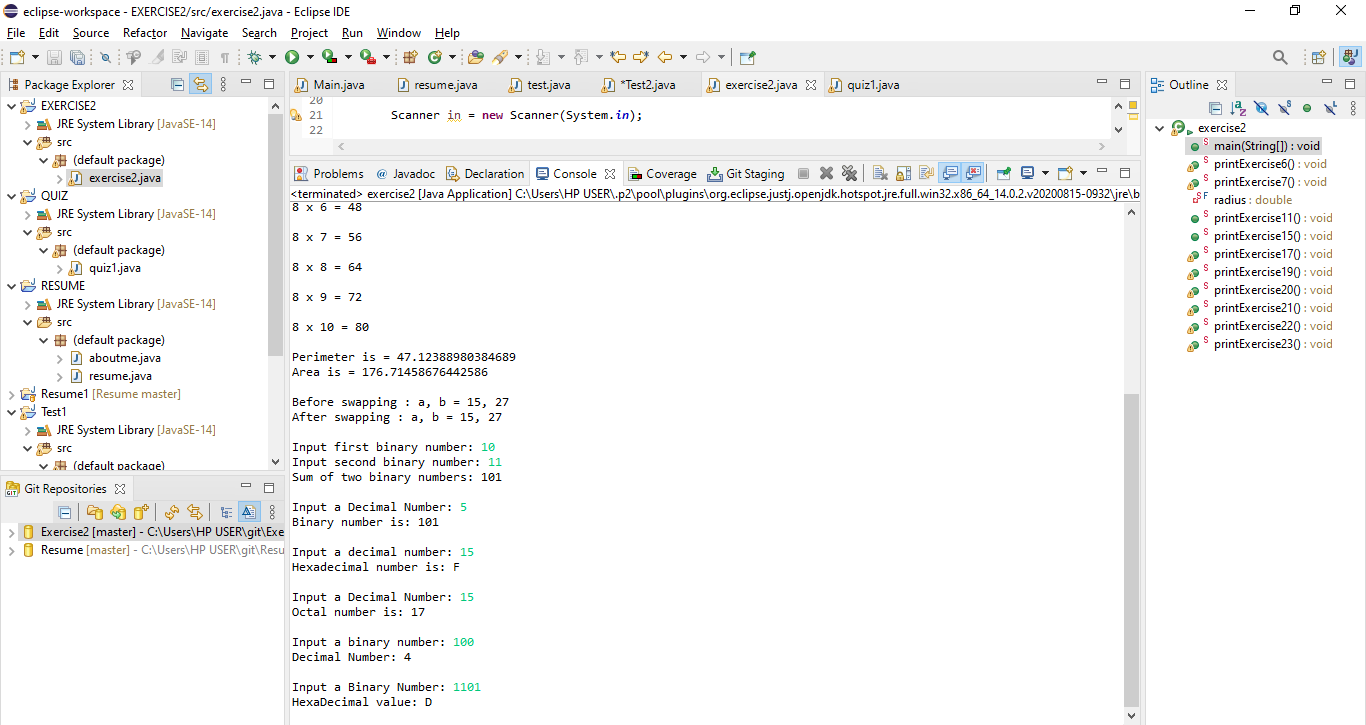 eclipse-workspace - EXERCISE2/src/exercise2.java - Eclipse IDE
File Edit Source Refactor Navigate Search Project Run Window Help
Package Explorer
EXERCISE2
JRE System Library [JavaSE-14]
src
(default package)
exercise2.java
QUIZ
JRE System Library [JavaSE-14]
src
(default package)
quiz1.java
RESUME
JRE System Library [JavaSE-14]
src
(default package)
aboutme.java
resume.java
Resume1 [Resume master]
Test1
JRE System Library [JavaSE-14]
src
(default package)
Git Repositories
Exercise2 [master] - C:\Users\HP USER\git\Exe
Resume [master] - C:\Users\HP USER\git\Resu
Main.java resume.java test.java *Test2.java exercise2.java quiz1.java
20
21 Scanner in = new Scanner(System.in);
22
Problems @ Javadoc Declaration Console Coverage Git Staging
<terminated> exercise2 [Java Application] C:\Users\HP USER\.p2\pool\plugins\org.eclipse.justj.openjdk.hotspot.jre.full.win32.x86_64_14.0.2.v20200815-0932\jre\b
8 x 6 = 48
8 x 7 = 56
8 x 8 = 64
8 x 9 = 72
8 x 10 = 80
Perimeter is = 47.12388980384689
Area is = 176.71458676442586
Before swapping : a, b = 15, 27
After swapping : a, b = 15, 27
Input first binary number: 10
Input second binary number: 11
Sum of two binary numbers: 101
Input a Decimal Number: 5
Binary number is: 101
Input a decimal number: 15
Hexadecimal number is: F
Input a Decimal Number: 15
Octal number is: 17
Input a binary number: 100
Decimal Number: 4
Input a Binary Number: 1101
HexaDecimal value: D
Outline
exercise2
main(String[]) : void
printExercise6() : void
printExercise7() : void
radius : double
printExercise11() : void
printExercise15() : void
printExercise17() : void
printExercise19() : void
printExercise20() : void
printExercise21() : void
printExercise22() : void
printExercise23() : void